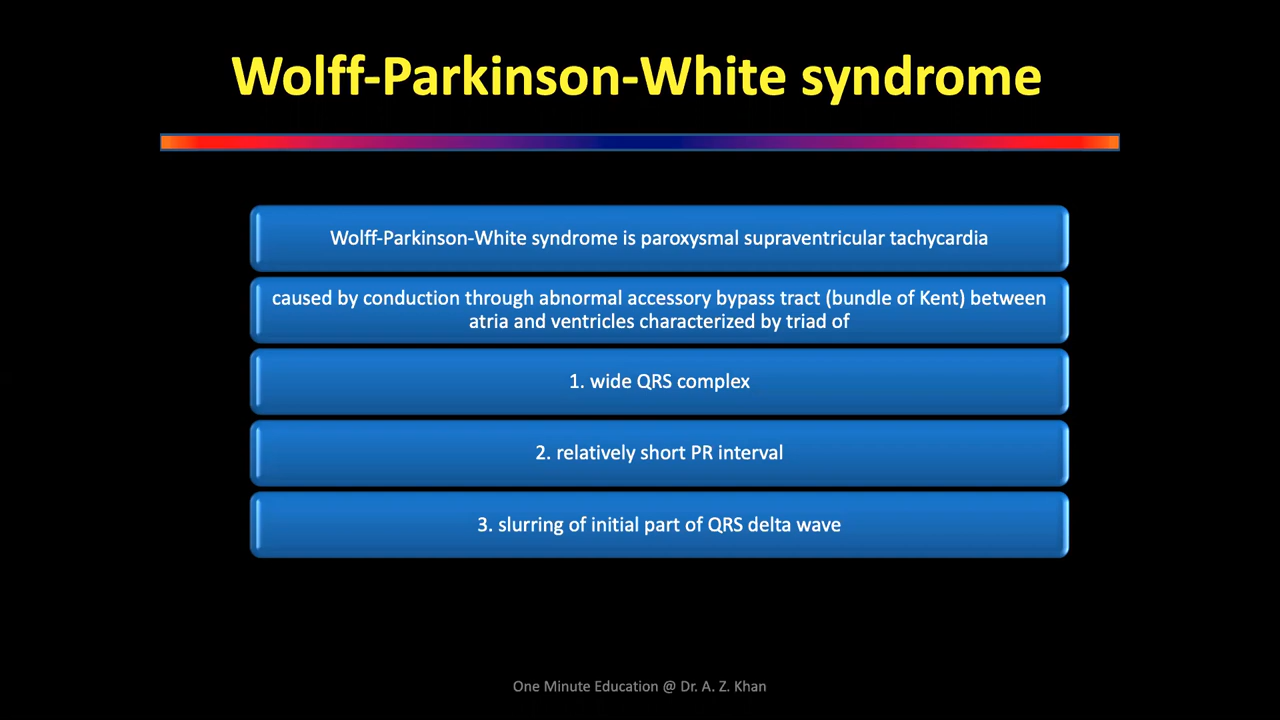 Wolff-Parkinson-White syndrome
Wolff-Parkinson-White syndrome is paroxysmal supraventricular tachycardia
caused by conduction through abnormal accessory bypass tract (bundle of Kent) between
atria and ventricles characterized by triad of
1. wide QRS complex
2. relatively short PR interval
3. slurring of initial part of QRS delta wave
One Minute Education @ Dr. A. Z. Khan